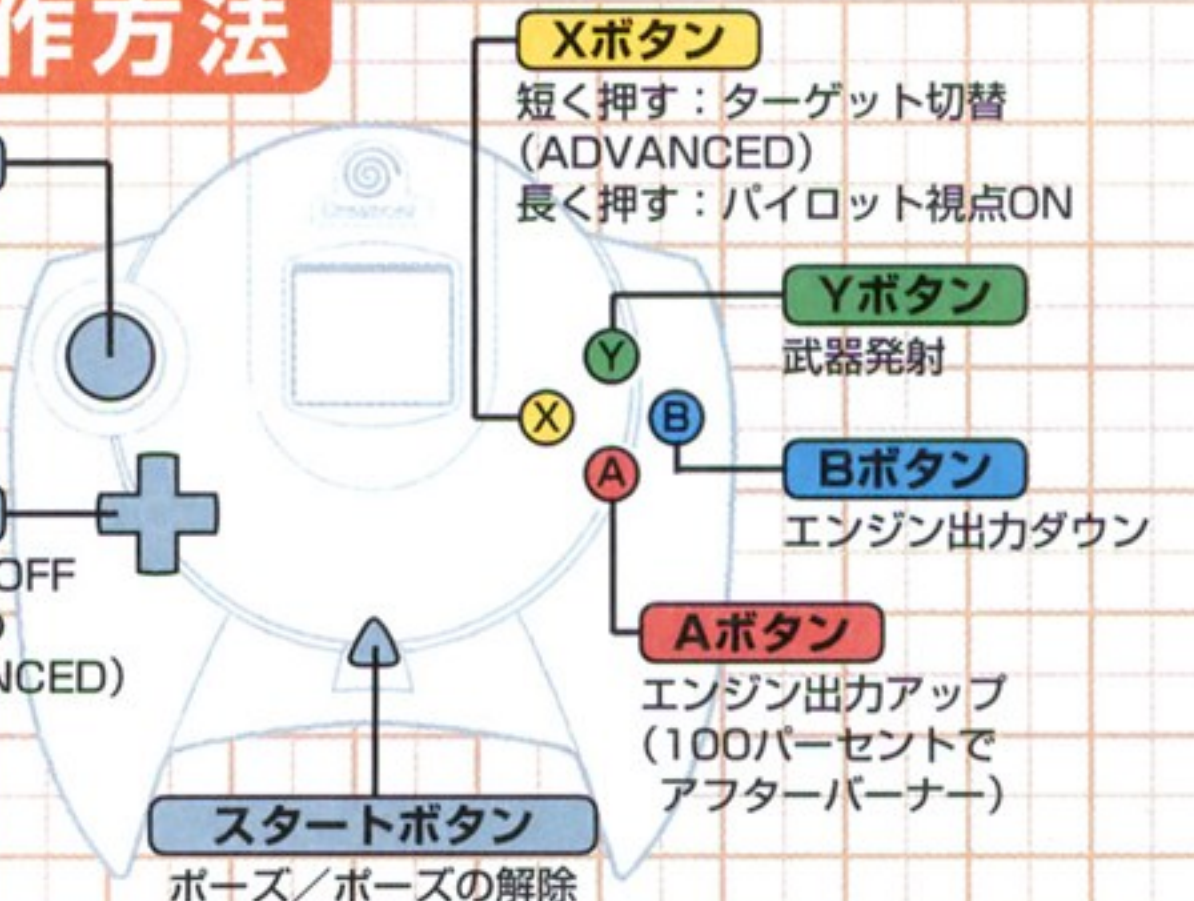 作方法
Xボタン
短く押す：ターゲット切替
(ADVANCED)
長く押す：パイロット視点ON
Dreamcast
Yボタン
武器発射
Y
X
B
A
Bボタン
エンジン出力ダウン
OFF
NCED)
Aボタン
エンジン出力アップ
(100パーセントで
アフターバーナー)
スタートボタン
ポーズ／ポーズの解除